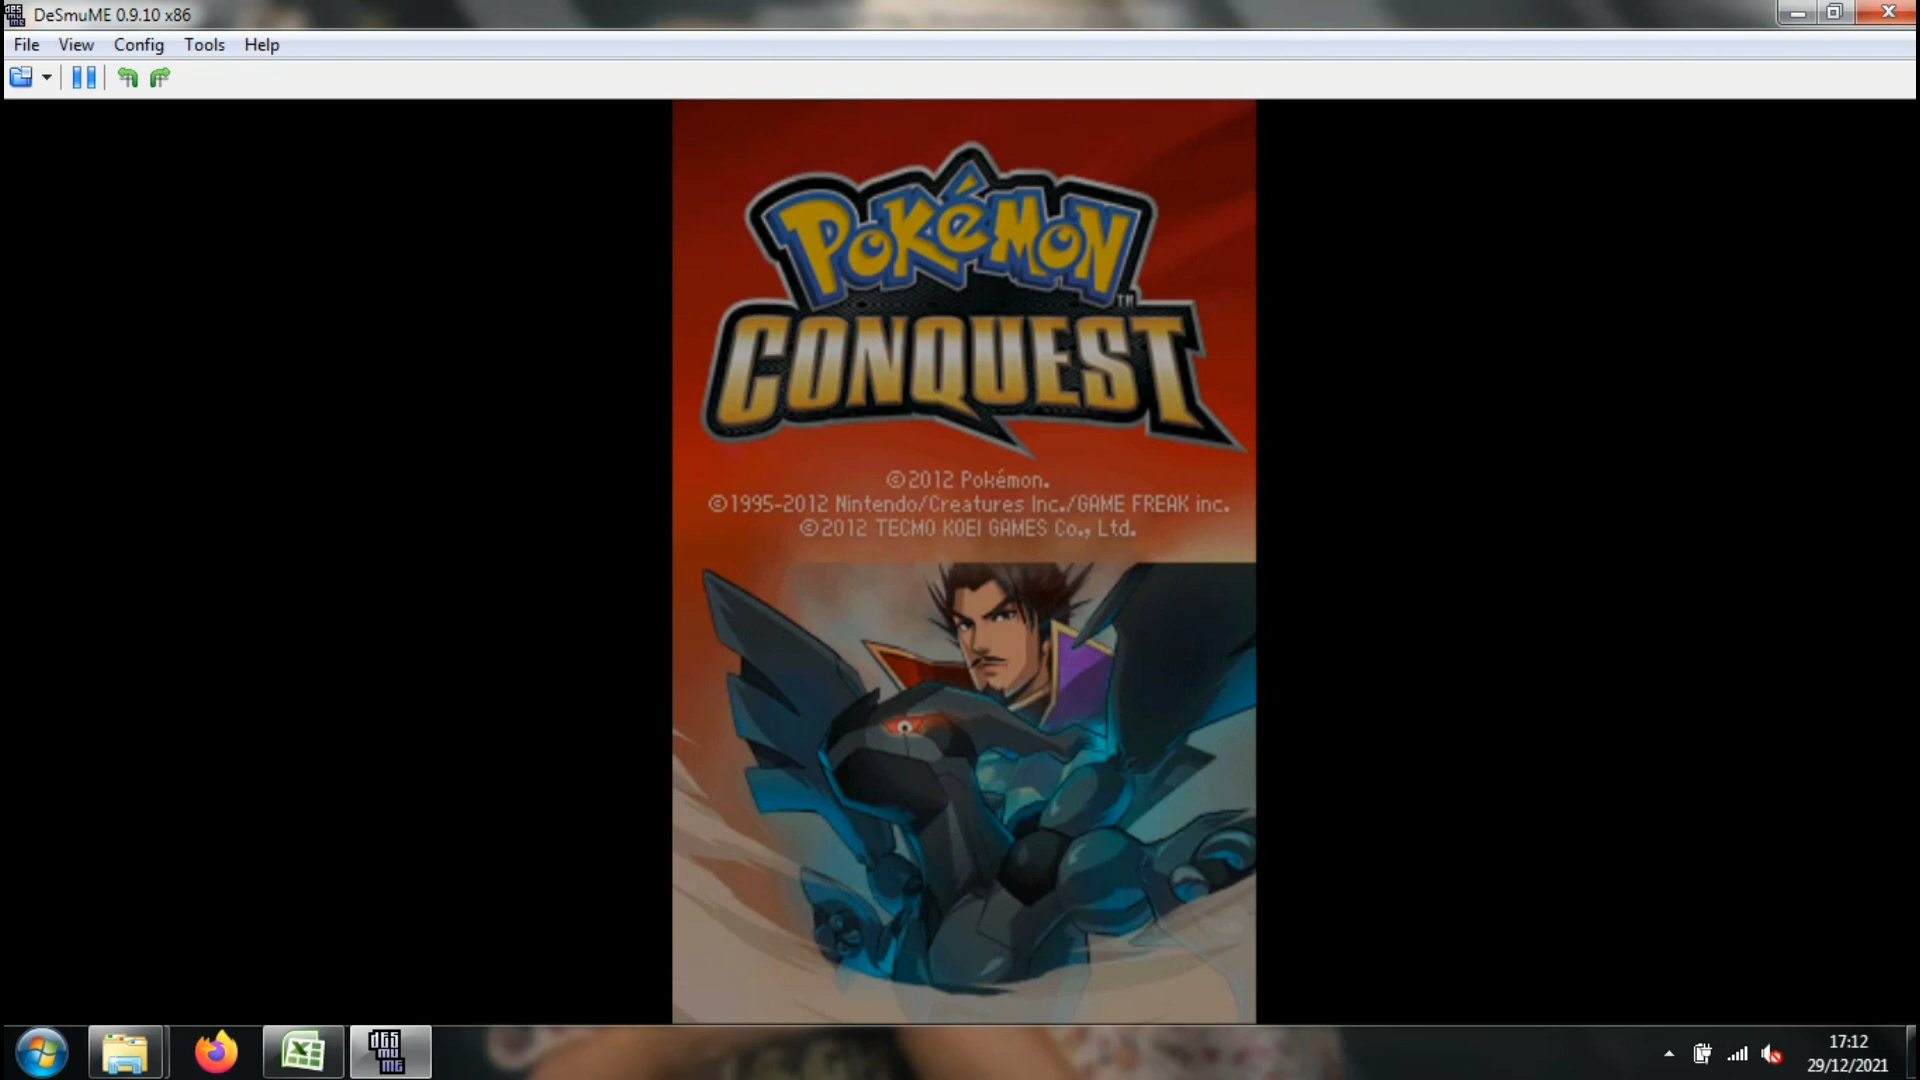 DeSmuME 0.9.10 x86
File View Config Tools Help
POKéMON
TM
CONQUEST
©2012 Pokémon.
©1995-2012 Nintendo/Creatures Inc./GAME FREAK inc.
©2012 TECMO KOEI GAMES Co., Ltd.
17:12
29/12/2021